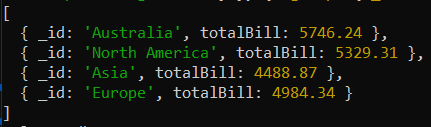 [
  { _id: 'Australia', totalBill: 5746.24 },
  { _id: 'North America', totalBill: 5329.31 },
  { _id: 'Asia', totalBill: 4488.87 },
  { _id: 'Europe', totalBill: 4984.34 }
]